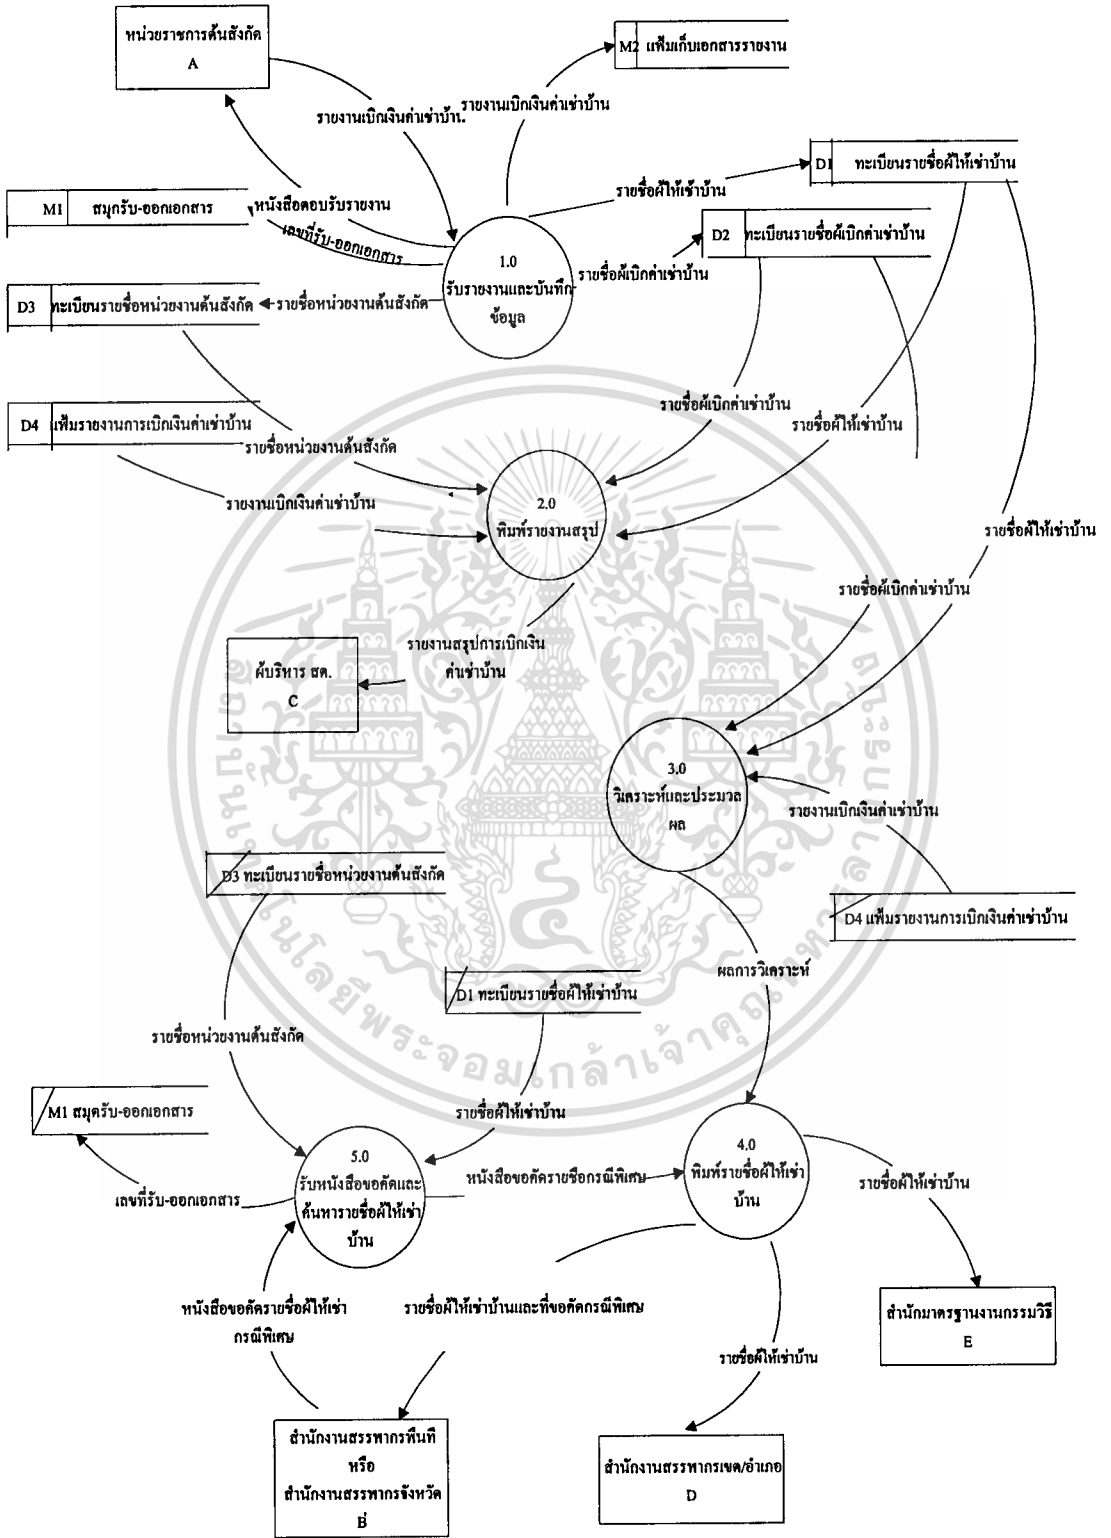 หน่วยราชการต้นสังกัด
A
M2 แฟ้มเก็บเอกสารรายงาน
รายงานเบิกเงินค่าเช่าบ้าน
รายงานเบิกเงินค่าเช่าบ้าน
D1 ทะเบียนรายชื่อผู้ให้เช่าบ้าน
รายชื่อผู้ให้เช่าบ้าน
M1 สมุกรับ-ออกเอกสาร
หนังสือตอบรับรายงาน
เลขที่รับ-ออกเอกสาร
D2 ทะเบียนรายชื่อผู้เบิกค่าเช่าบ้าน
รายชื่อผู้เบิกค่าเช่าบ้าน
1.0
รับรายงานและบันทึก
ข้อมูล
D3 ทะเบียนรายชื่อหน่วยงานต้นสังกัด
รายชื่อหน่วยงานต้นสังกัด
D4 แฟ้มรายงานการเบิกเงินค่าเช่าบ้าน
รายชื่อผู้เบิกค่าเช่าบ้าน
รายชื่อผู้ให้เช่าบ้าน
รายชื่อหน่วยงานต้นสังกัด
รายงานเบิกเงินค่าเช่าบ้าน
2.0
พิมพ์รายงานสรุป
รายชื่อผู้ให้เช่าบ้าน
รายชื่อผู้เบิกค่าเช่าบ้าน
รายงานสรุปการเบิกเงิน
ค่าเช่าบ้าน
ผู้บริหาร สต.
C
3.0
วิเคราะห์และประมวล
ผล
รายงานเบิกเงินค่าเช่าบ้าน
D3 ทะเบียนรายชื่อหน่วยงานต้นสังกัด
D4 แฟ้มรายงานการเบิกเงินค่าเช่าบ้าน
ผลการวิเคราะห์
D1 ทะเบียนรายชื่อผู้ให้เช่าบ้าน
รายชื่อหน่วยงานต้นสังกัด
M1 สมุดรับ-ออกเอกสาร
รายชื่อผู้ให้เช่าบ้าน
5.0
รับหนังสือขอคัดและ
ค้นหารายชื่อผู้ให้เช่า
บ้าน
หนังสือขอคัดรายชื่อกรณีพิเศษ
4.0
พิมพ์รายชื่อผู้ให้เช่า
บ้าน
รายชื่อผู้ให้เช่าบ้าน
เลขที่รับ-ออกเอกสาร
หนังสือขอคัดรายชื่อผู้ให้เช่า
กรณีพิเศษ
รายชื่อผู้ให้เช่าบ้านและที่ขอคัดกรณีพิเศษ
สำนักมาตรฐานงานกรรมวิธี
E
รายชื่อผู้ให้เช่าบ้าน
สำนักงานสรรพากรพื้นที่
หรือ
สำนักงานสรรพากรจังหวัด
B
สำนักงานสรรพากรเขต/อำเภอ
D
สถาบันเทคโนโลยีพระจอมเกล้าเจ้าคุณทหารลาดกระบัง